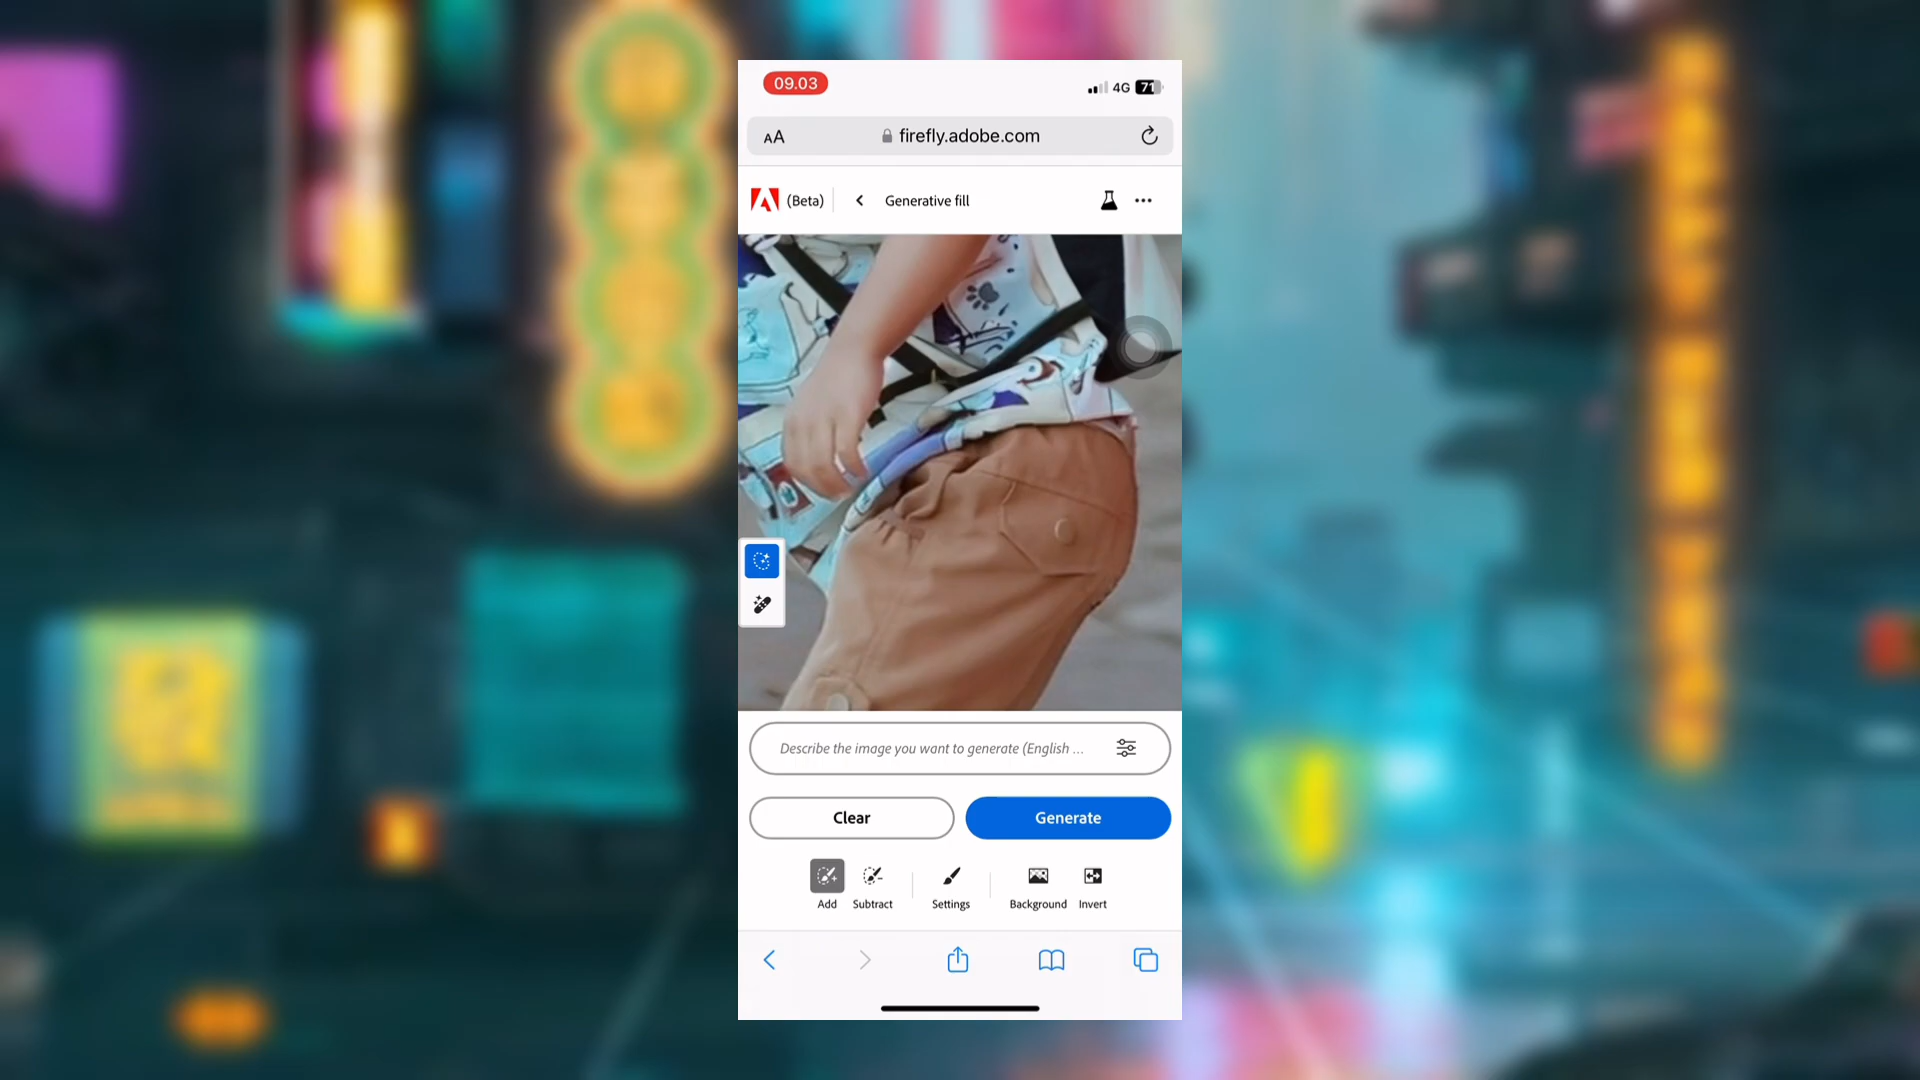 09.03
4G 71
AA firefly.adobe.com
(Beta) Generative fill
Describe the image you want to generate (English ...
Clear Generate
Add Subtract Settings Background Invert